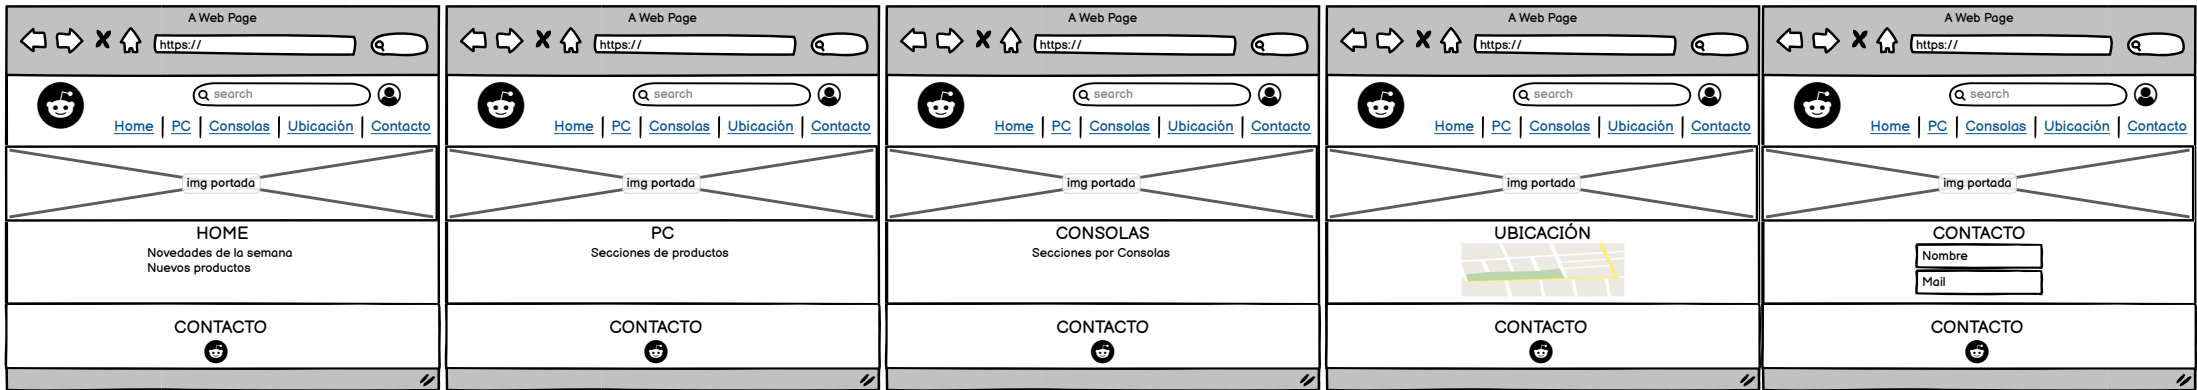 A Web Page
https://
search
Home | PC | Consolas | Ubicación | Contacto
img portada
HOME
Novedades de la semana
Nuevos productos
CONTACTO
A Web Page
https://
search
Home | PC | Consolas | Ubicación | Contacto
img portada
PC
Secciones de productos
CONTACTO
A Web Page
https://
search
Home | PC | Consolas | Ubicación | Contacto
img portada
CONSOLAS
Secciones por Consolas
CONTACTO
A Web Page
https://
search
Home | PC | Consolas | Ubicación | Contacto
img portada
UBICACIÓN
CONTACTO
A Web Page
https://
search
Home | PC | Consolas | Ubicación | Contacto
img portada
CONTACTO
Nombre
Mail
CONTACTO